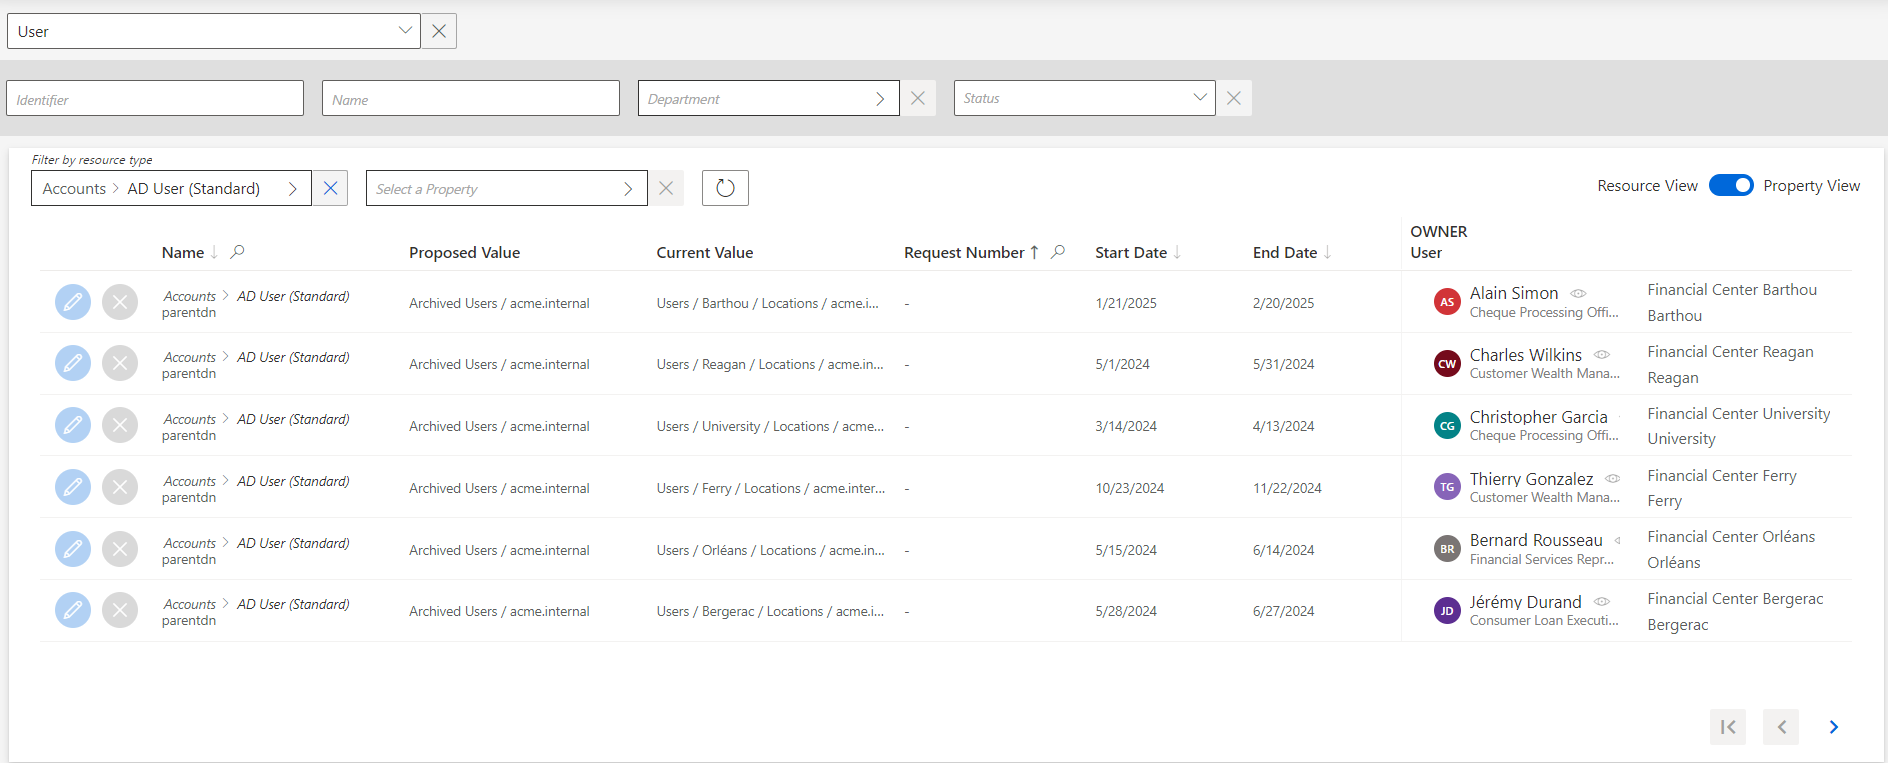 User
Identifier
Name
Department
Status
Filter by resource type
Accounts > AD User (Standard)
Select a Property
Resource View
Property View
OWNER
Name
Proposed Value
Current Value
Request Number
Start Date
End Date
User
Accounts > AD User (Standard)
parentdn
Archived Users / acme.internal
Users / Barthou / Locations / acme.i...
-
1/21/2025
2/20/2025
AS
Alain Simon
Cheque Processing Offi...
Financial Center Barthou
Barthou
Accounts > AD User (Standard)
parentdn
Archived Users / acme.internal
Users / Reagan / Locations / acme.in...
-
5/1/2024
5/31/2024
CW
Charles Wilkins
Customer Wealth Mana...
Financial Center Reagan
Reagan
Accounts > AD User (Standard)
parentdn
Archived Users / acme.internal
Users / University / Locations / acme...
-
3/14/2024
4/13/2024
CG
Christopher Garcia
Cheque Processing Offi...
Financial Center University
University
Accounts > AD User (Standard)
parentdn
Archived Users / acme.internal
Users / Ferry / Locations / acme.inter...
-
10/23/2024
11/22/2024
TG
Thierry Gonzalez
Customer Wealth Mana...
Financial Center Ferry
Ferry
Accounts > AD User (Standard)
parentdn
Archived Users / acme.internal
Users / Orléans / Locations / acme.in...
-
5/15/2024
6/14/2024
BR
Bernard Rousseau
Financial Services Repr...
Financial Center Orléans
Orléans
Accounts > AD User (Standard)
parentdn
Archived Users / acme.internal
Users / Bergerac / Locations / acme.i...
-
5/28/2024
6/27/2024
JD
Jérémy Durand
Consumer Loan Executi...
Financial Center Bergerac
Bergerac